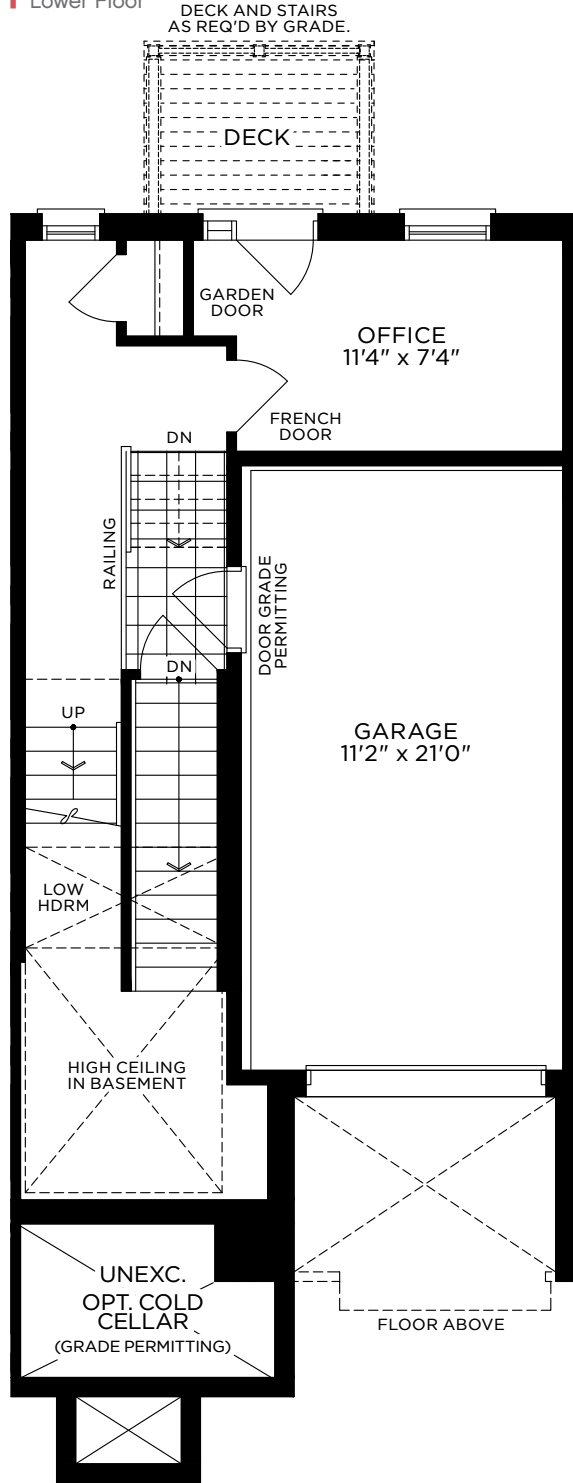 Lower Floor
DECK AND STAIRS
AS REQ'D BY GRADE.
DECK
GARDEN
DOOR
OFFICE
11'4" x 7'4"
FRENCH
DOOR
DN
RAILING
DOOR GRADE
PERMITTING
DN
UP
GARAGE
11'2" x 21'0"
LOW
HDRM
HIGH CEILING
IN BASEMENT
UNEXC.
OPT. COLD
CELLAR
(GRADE PERMITTING)
FLOOR ABOVE